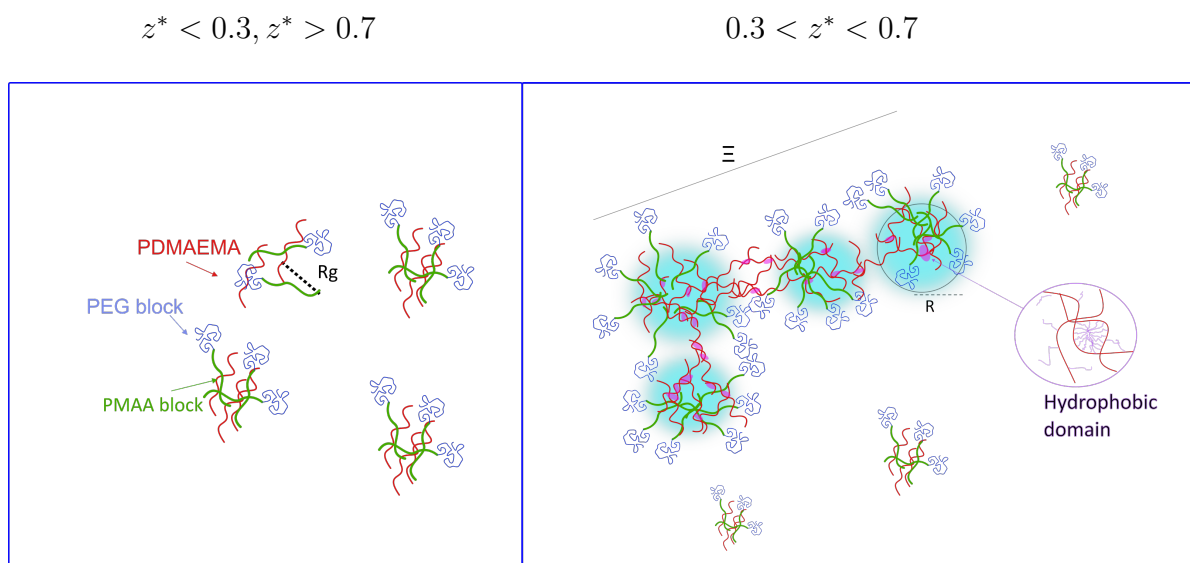 z* < 0.3, z* > 0.7
0.3 < z* < 0.7
PDMAEMA
Rg
PEG block
PMAA block
Ξ
R
Hydrophobic
domain